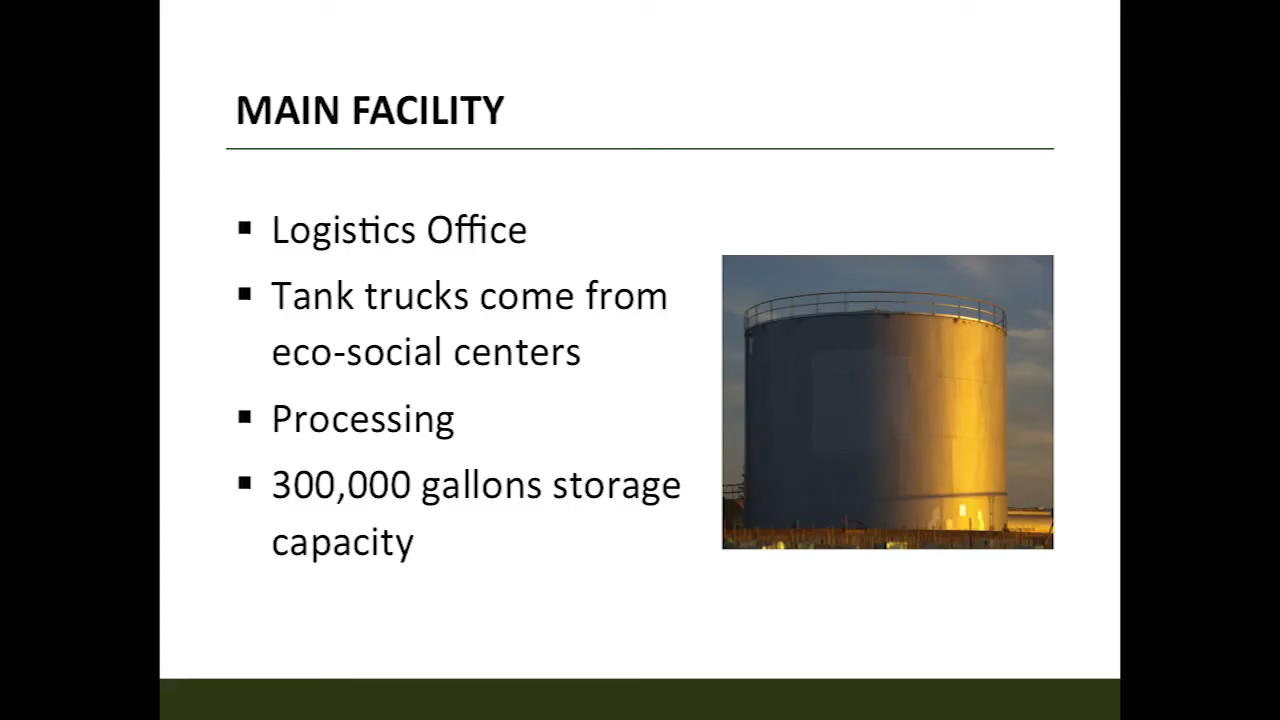 MAIN FACILITY
Logistics Office
Tank trucks come from
eco-social centers
Processing
300,000 gallons storage
capacity